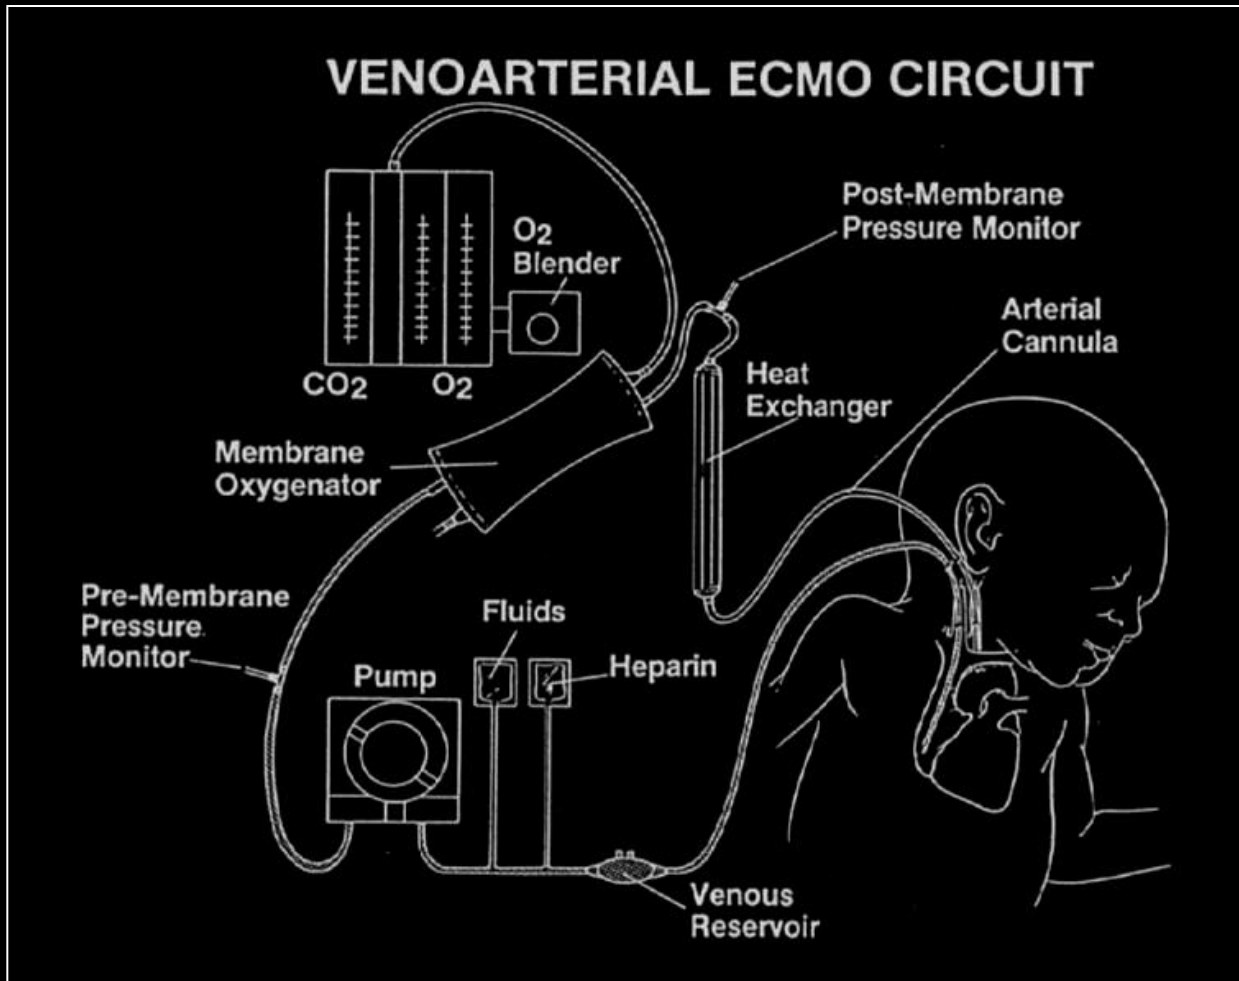 VENOARTERIAL ECMO CIRCUIT
Post-Membrane
Pressure Monitor
O2
Blender
Arterial
Cannula
CO2
O2
Heat
Exchanger
Membrane
Oxygenator
Pre-Membrane
Pressure
Monitor
Fluids
Heparin
Pump
Venous
Reservoir